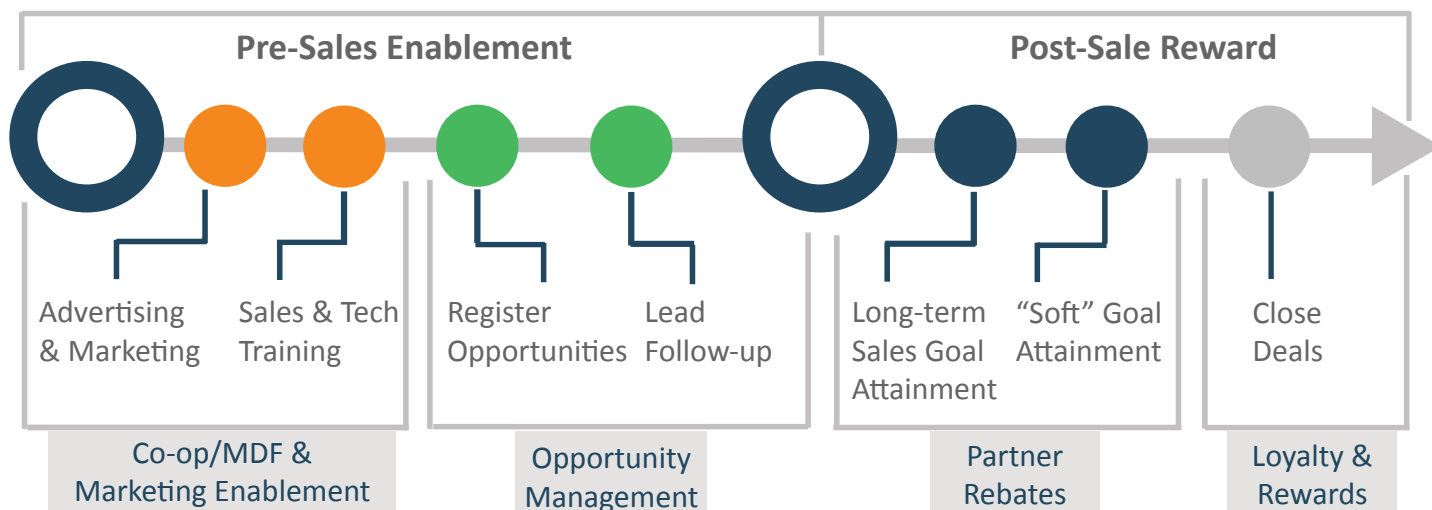 Pre-Sales Enablement
Post-Sale Reward
Advertising
& Marketing
Sales & Tech
Training
Register
Opportunities
Lead
Follow-up
Long-term
Sales Goal
Attainment
“Soft” Goal
Attainment
Close
Deals
Co-op/MDF &
Marketing Enablement
Opportunity
Management
Partner
Rebates
Loyalty &
Rewards